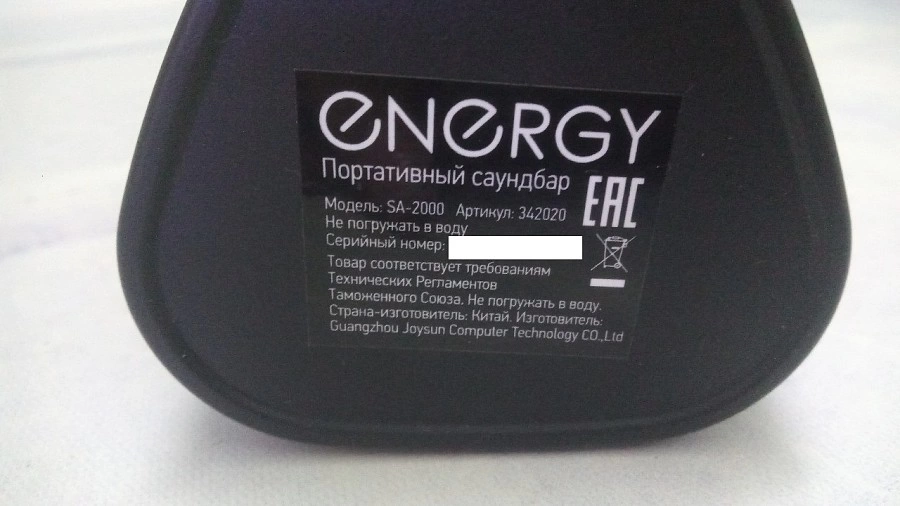 eNeRGY
Портативный саундбар
EAC
Модель: SA-2000 Артикул: 342020
Не погружать в воду
Серийный номер:
Товар соответствует требованиям
Технических Регламентов
Таможенного Союза. Не погружать в воду.
Страна-изготовитель: Китай. Изготовитель:
Guangzhou Joysun Computer Technology CO.,Ltd